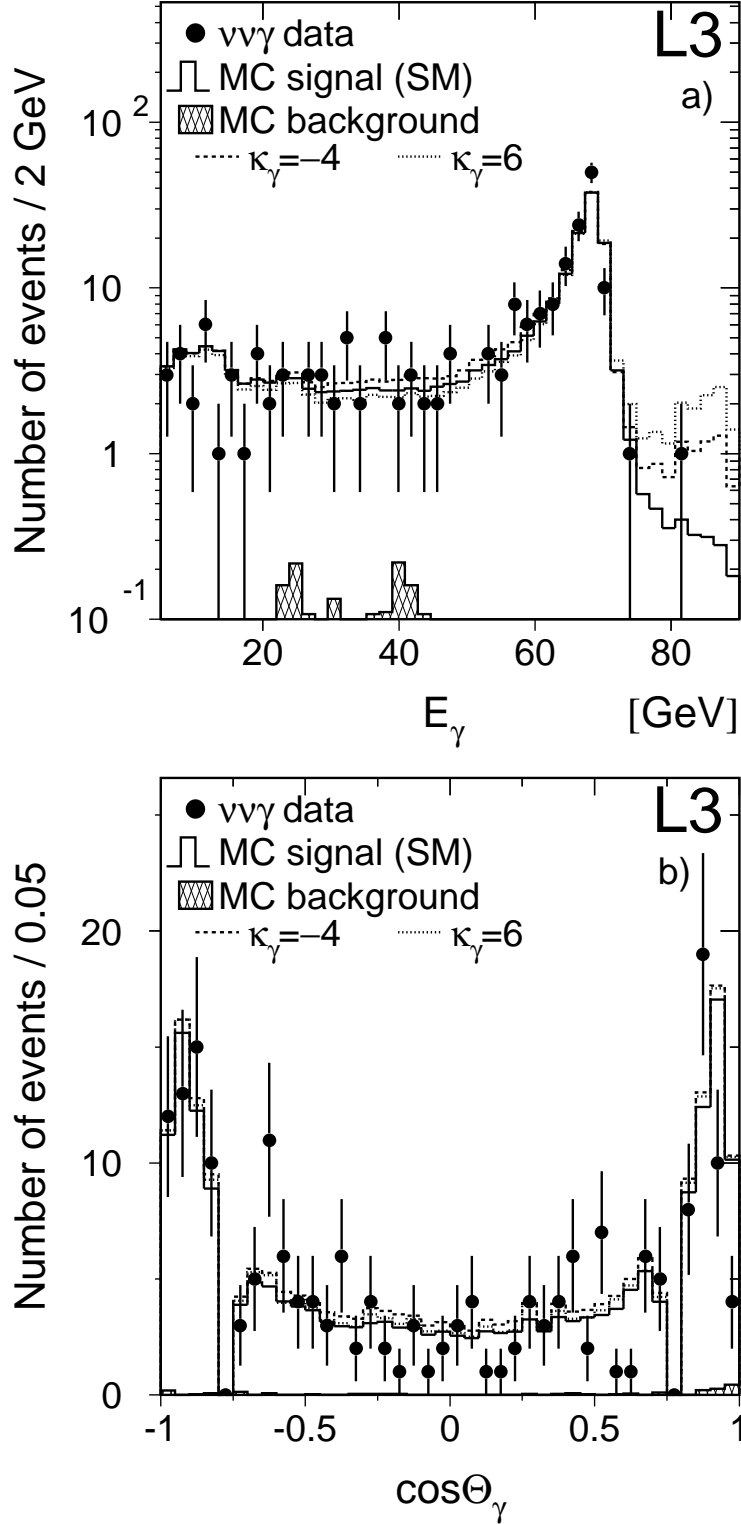 L3
ννγ data
MC signal (SM)
a)
MC background
κγ=−4 κγ=6
Number of events / 2 GeV
10 2
10
1
10 -1
20 40 60 80
Eγ [GeV]
L3
ννγ data
MC signal (SM)
b)
MC background
κγ=−4 κγ=6
Number of events / 0.05
20
10
0
-1 -0.5 0 0.5 1
cosΘγ